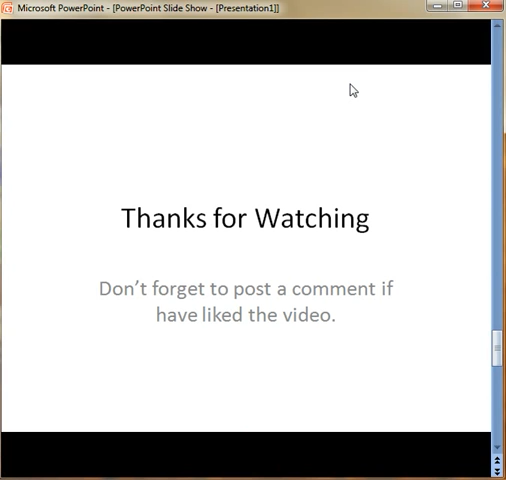 Microsoft PowerPoint - [PowerPoint Slide Show - [Presentation1]]
Thanks for Watching
Don’t forget to post a comment if
have liked the video.